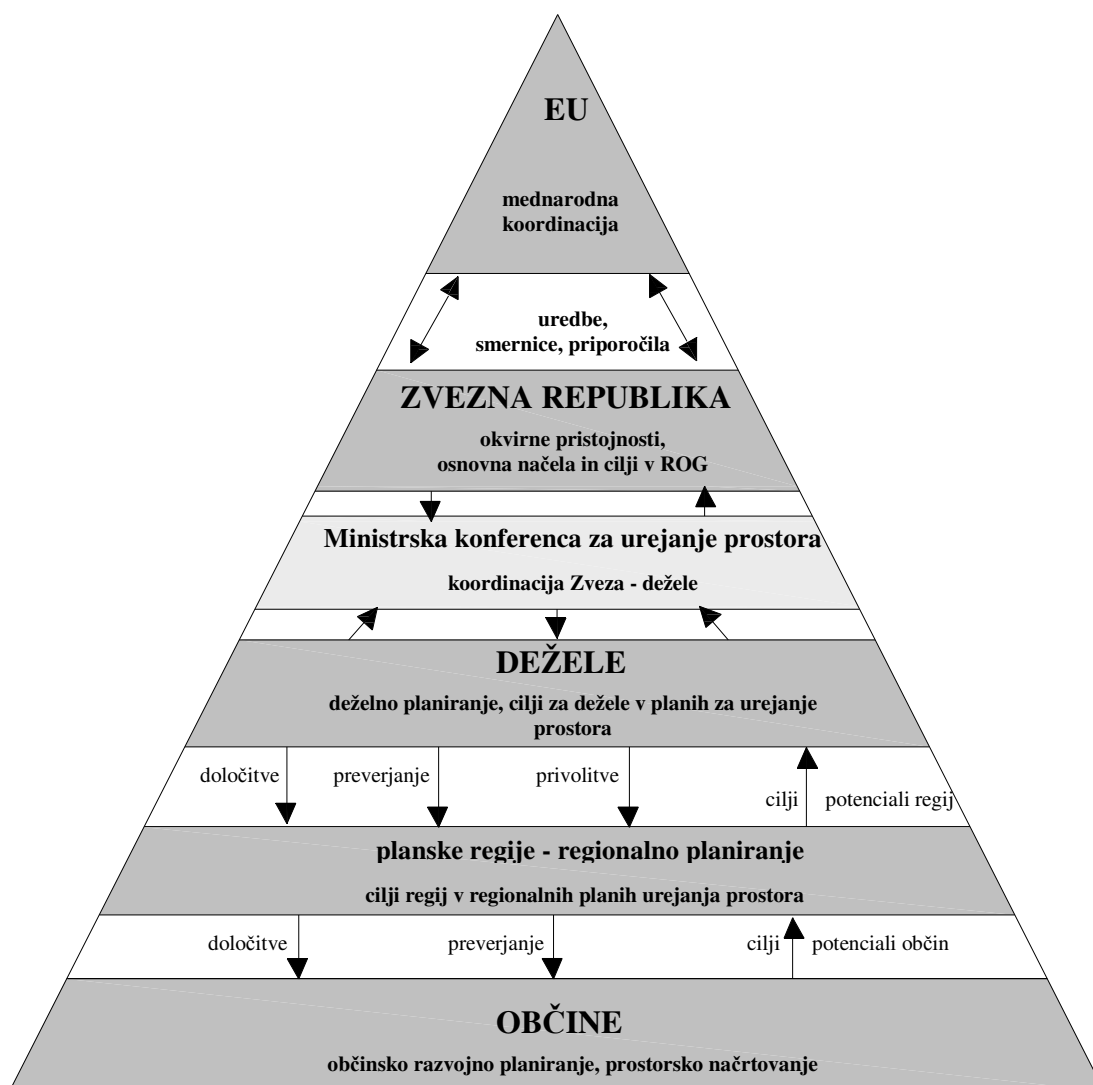 EU
mednarodna
koordinacija
uredbe,
smernice, priporočila
ZVEZNA REPUBLIKA
okvirne pristojnosti,
osnovna načela in cilji v ROG
Ministrska konferenca za urejanje prostora
koordinacija Zveza - dežele
DEŽELE
deželno planiranje, cilji za dežele v planih za urejanje
prostora
določitve preverjanje privolitve
cilji potenciali regij
planske regije - regionalno planiranje
cilji regij v regionalnih planih urejanja prostora
določitve preverjanje cilji potenciali občin
OBČINE
občinsko razvojno planiranje, prostorsko načrtovanje